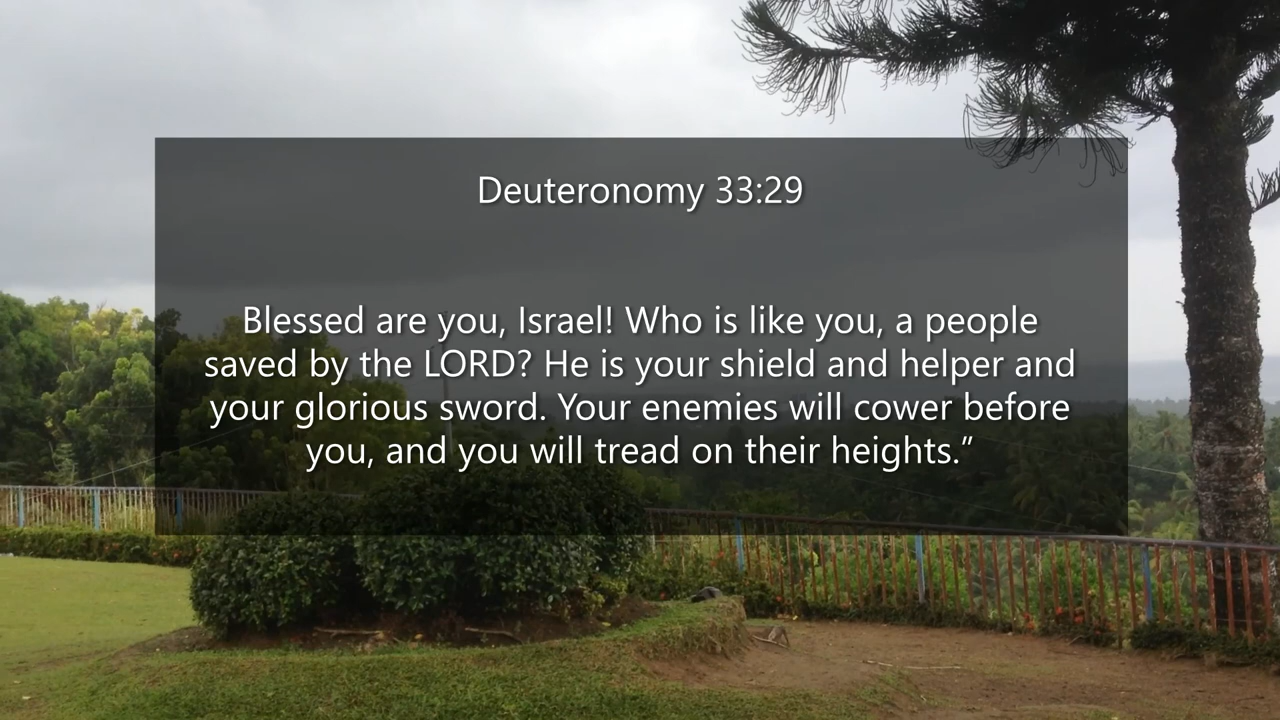 Deuteronomy 33:29
Blessed are you, Israel! Who is like you, a people
saved by the LORD? He is your shield and helper and
your glorious sword. Your enemies will cower before
you, and you will tread on their heights.”